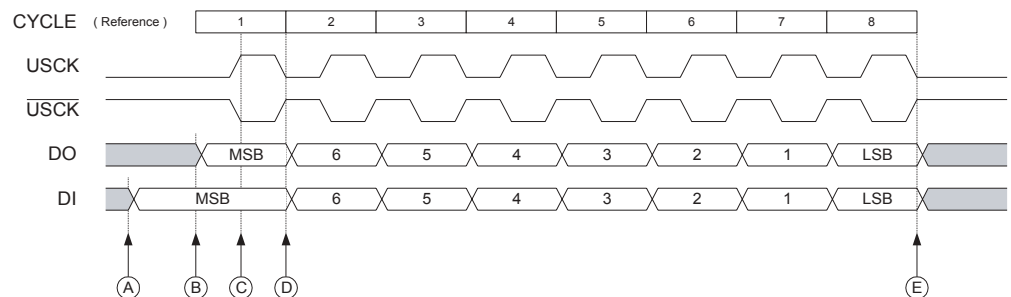 CYCLE ( Reference ) 1 2 3 4 5 6 7 8
USCK
USCK
DO MSB 6 5 4 3 2 1 LSB
DI MSB 6 5 4 3 2 1 LSB
A B C D E